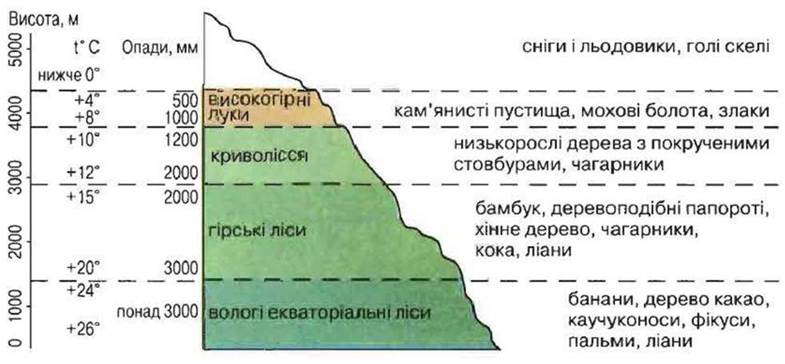 Висота, м
t° C Опади, мм
5000
4000
3000
2000
1000
0
нижче 0°
сніги і льодовики, голі скелі
+4° 500 високогірні
+8° 1000 луки
кам'янисті пустища, мохові болота, злаки
+10° 1200
криволісся
+12° 2000
низькорослі дерева з покрученими
стовбурами, чагарники
+15° 2000
гірські ліси
+20° 3000
бамбук, деревоподібні папороті,
хінне дерево, чагарники,
кока, ліани
+24°
понад 3000 вологі екваторіальні ліси
+26°
банани, дерево какао,
каучуконоси, фікуси,
пальми, ліани